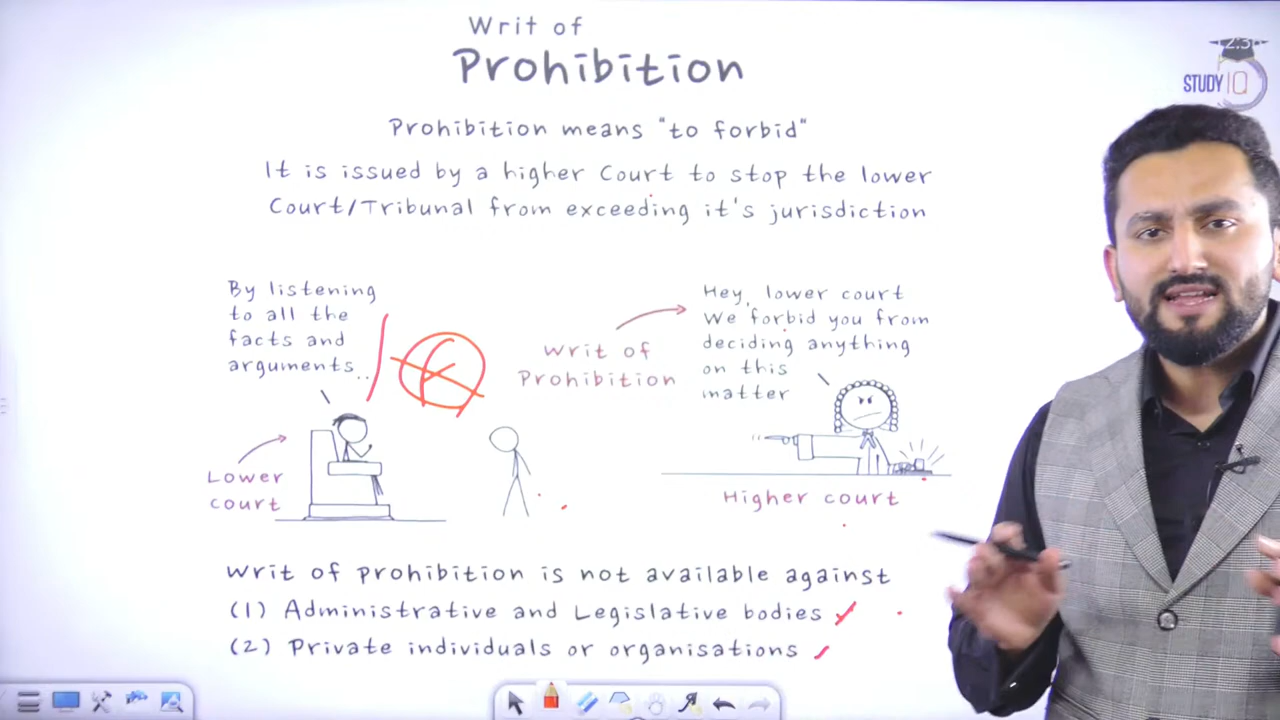 Writ of
Prohibition
Prohibition means "to forbid"
It is issued by a higher Court to stop the lower
Court/Tribunal from exceeding it's jurisdiction
By listening
to all the
facts and
arguments..
Lower
court
Writ of
Prohibition
Hey, lower court
We forbid you from
deciding anything
on this
matter
Higher court
Writ of prohibition is not available against
(1) Administrative and Legislative bodies
(2) Private individuals or organisations
STUDY IQ